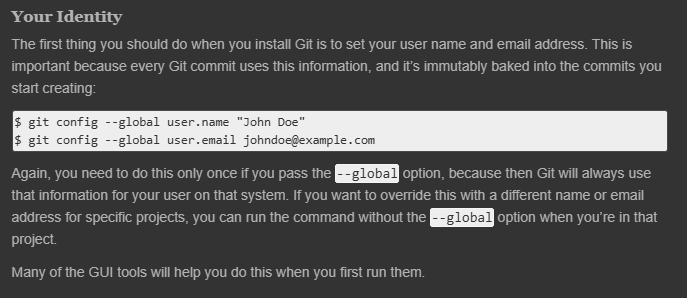 Your Identity
The first thing you should do when you install Git is to set your user name and email address. This is
important because every Git commit uses this information, and it’s immutably baked into the commits you
start creating:
$ git config --global user.name "John Doe"
$ git config --global user.email johndoe@example.com
Again, you need to do this only once if you pass the --global option, because then Git will always use
that information for your user on that system. If you want to override this with a different name or email
address for specific projects, you can run the command without the --global option when you’re in that
project.
Many of the GUI tools will help you do this when you first run them.